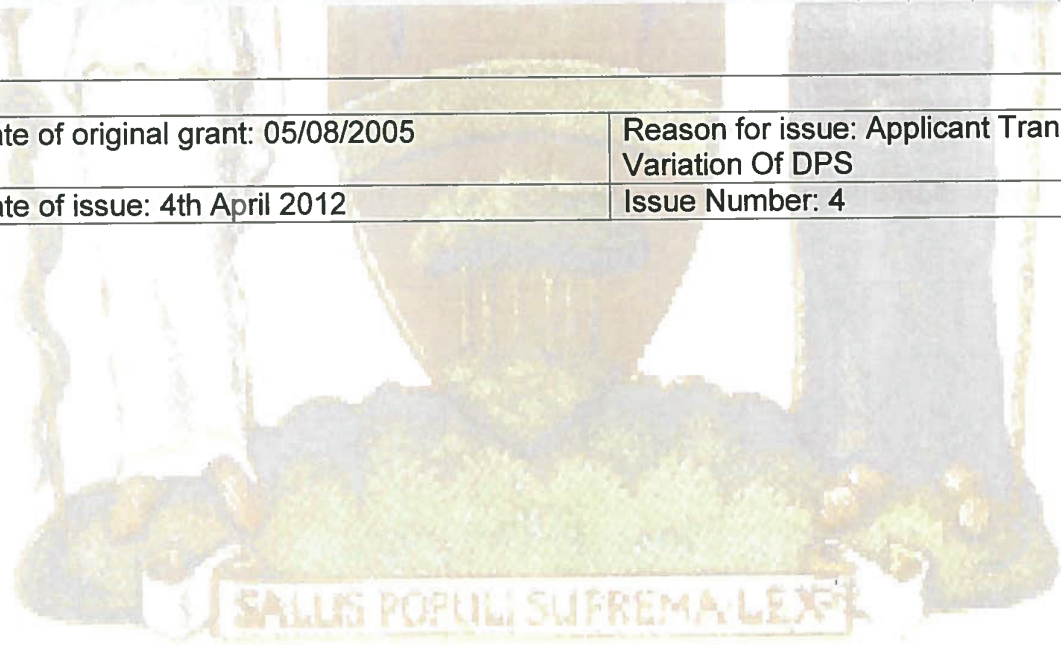 ate of original grant: 05/08/2005
Reason for issue: Applicant Tran
Variation Of DPS
ate of issue: 4th April 2012
Issue Number: 4
SALUS POPULI SUPREMA LEX